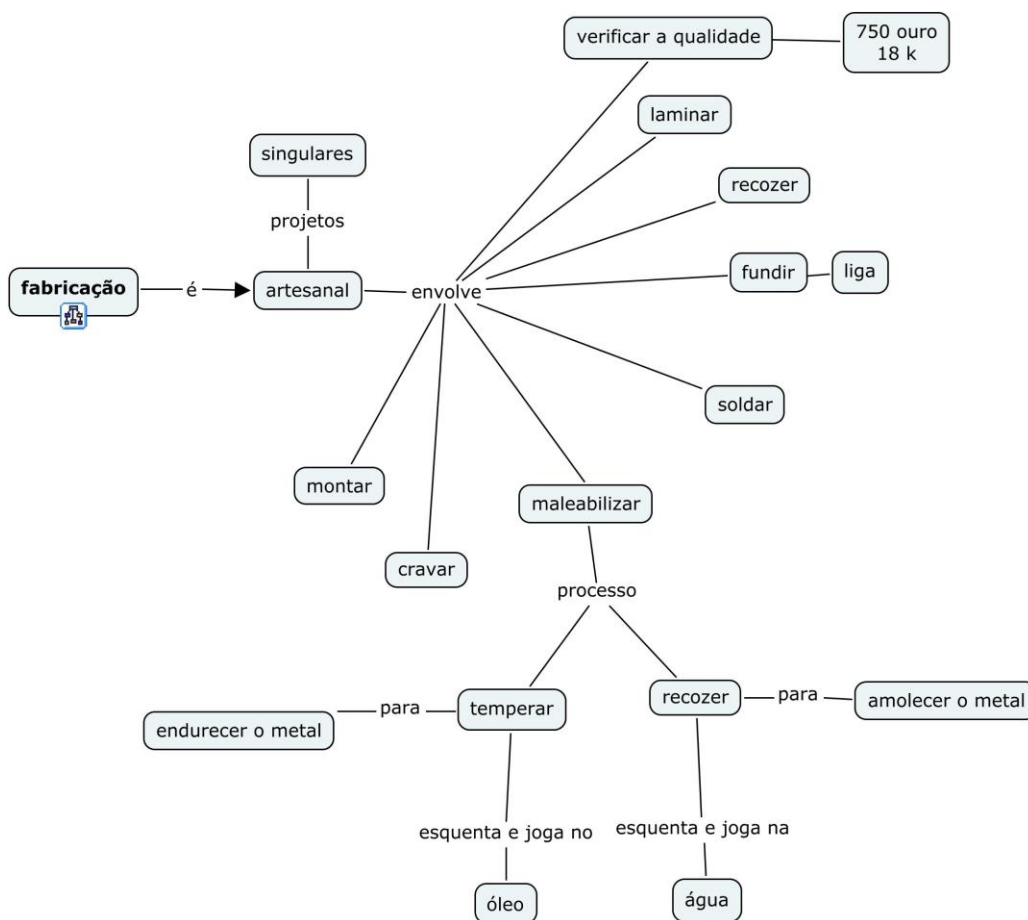 verificar a qualidade
750 ouro
18 k
laminar
singulares
recozer
projetos
fabricação
é
artesanal
envolve
fundir
liga
soldar
montar
maleabilizar
cravar
processo
endurecer o metal
para
temperar
recozer
para
amolecer o metal
esquenta e joga no
esquenta e joga na
óleo
água